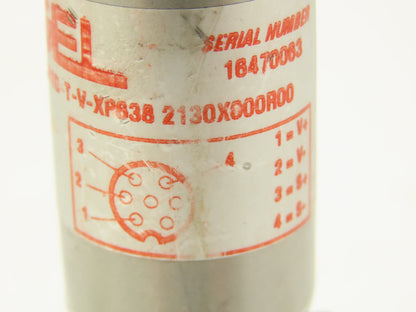 SERIAL NUMBER
16470063
T-V-XP638 2130X000R00
3
4
2
1
1 = V+
2 = V-
3 = S+
4 = S-